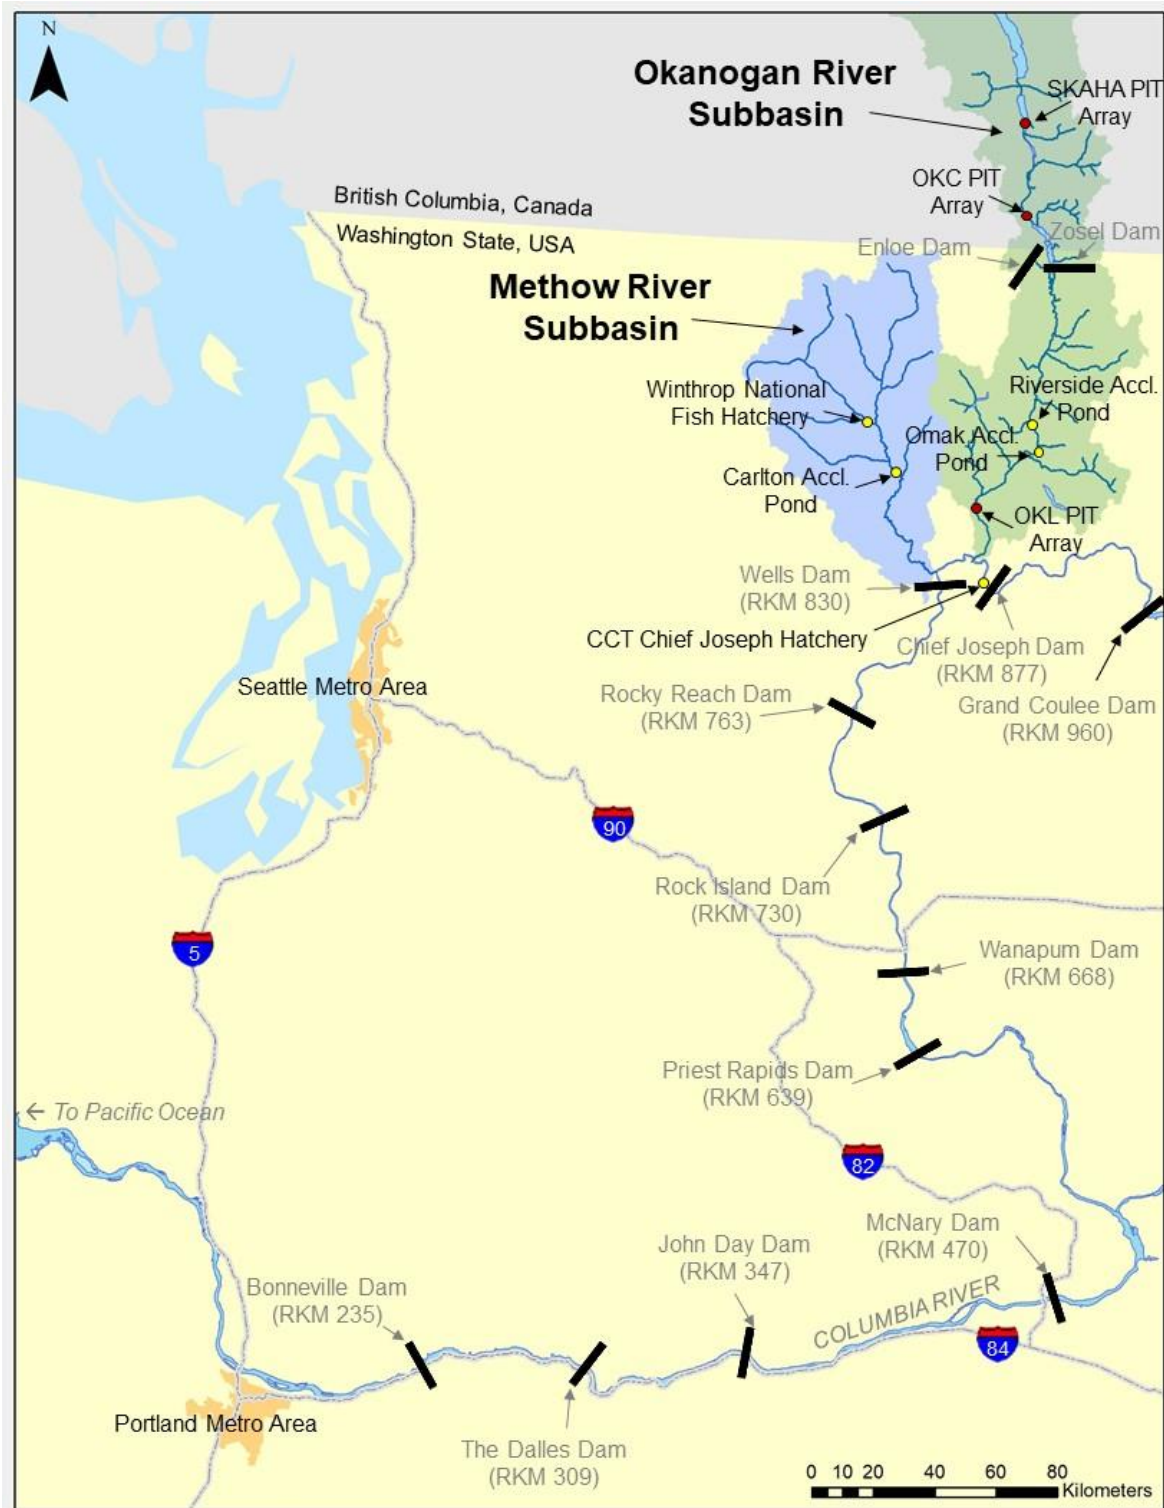 N
Okanogan River
Subbasin
SKAHA PIT
Array
OKC PIT
Array
British Columbia, Canada
Washington State, USA
Zosel Dam
Enloe Dam
Methow River
Subbasin
Winthrop National
Fish Hatchery
Riverside Accl.
Pond
Omak Accl.
Pond
Carlton Accl.
Pond
OKL PIT
Array
Wells Dam
(RKM 830)
CCT Chief Joseph Hatchery
Chief Joseph Dam
(RKM 877)
Seattle Metro Area
Rocky Reach Dam
(RKM 763)
Grand Coulee Dam
(RKM 960)
90
Rock Island Dam
(RKM 730)
5
Wanapum Dam
(RKM 668)
Priest Rapids Dam
(RKM 639)
← To Pacific Ocean
82
McNary Dam
(RKM 470)
John Day Dam
(RKM 347)
Bonneville Dam
(RKM 235)
COLUMBIA RIVER
84
Portland Metro Area
The Dalles Dam
(RKM 309)
0 10 20 40 60 80
Kilometers